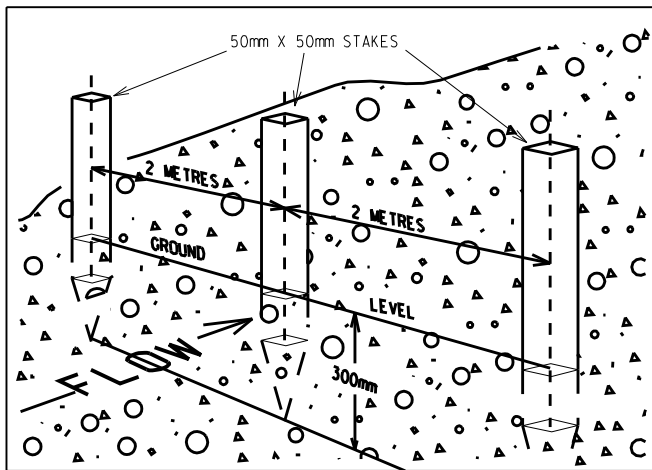 50mm X 50mm STAKES
2 METRES
2 METRES
GROUND LEVEL
300mm
FLOW